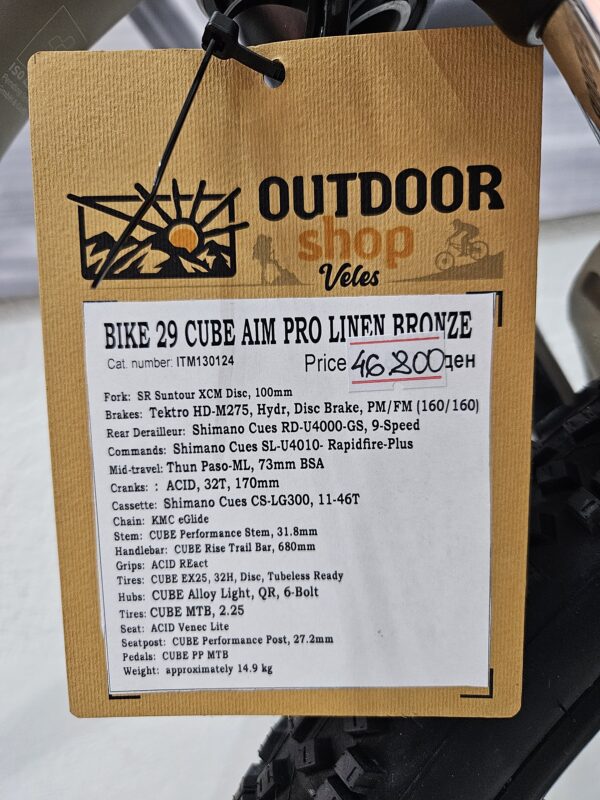 OUTDOOR
shop
Veles
BIKE 29 CUBE AIM PRO LINEN BRONZE
Cat. number: ITM130124 Price 46.800 ден
Fork: SR Suntour XCM Disc, 100mm
Brakes: Tektro HD-M275, Hydr, Disc Brake, PM/FM (160/160)
Rear Derailleur: Shimano Cues RD-U4000-GS, 9-Speed
Commands: Shimano Cues SL-U4010- Rapidfire-Plus
Mid-travel: Thun Paso-ML, 73mm BSA
Cranks: : ACID, 32T, 170mm
Cassette: Shimano Cues CS-LG300, 11-46T
Chain: KMC eGlide
Stem: CUBE Performance Stem, 31.8mm
Handlebar: CUBE Rise Trail Bar, 680mm
Grips: ACID REact
Tires: CUBE EX25, 32H, Disc, Tubeless Ready
Hubs: CUBE Alloy Light, QR, 6-Bolt
Tires: CUBE MTB, 2.25
Seat: ACID Venec Lite
Seatpost: CUBE Performance Post, 27.2mm
Pedals: CUBE PP MTB
Weight: approximately 14.9 kg